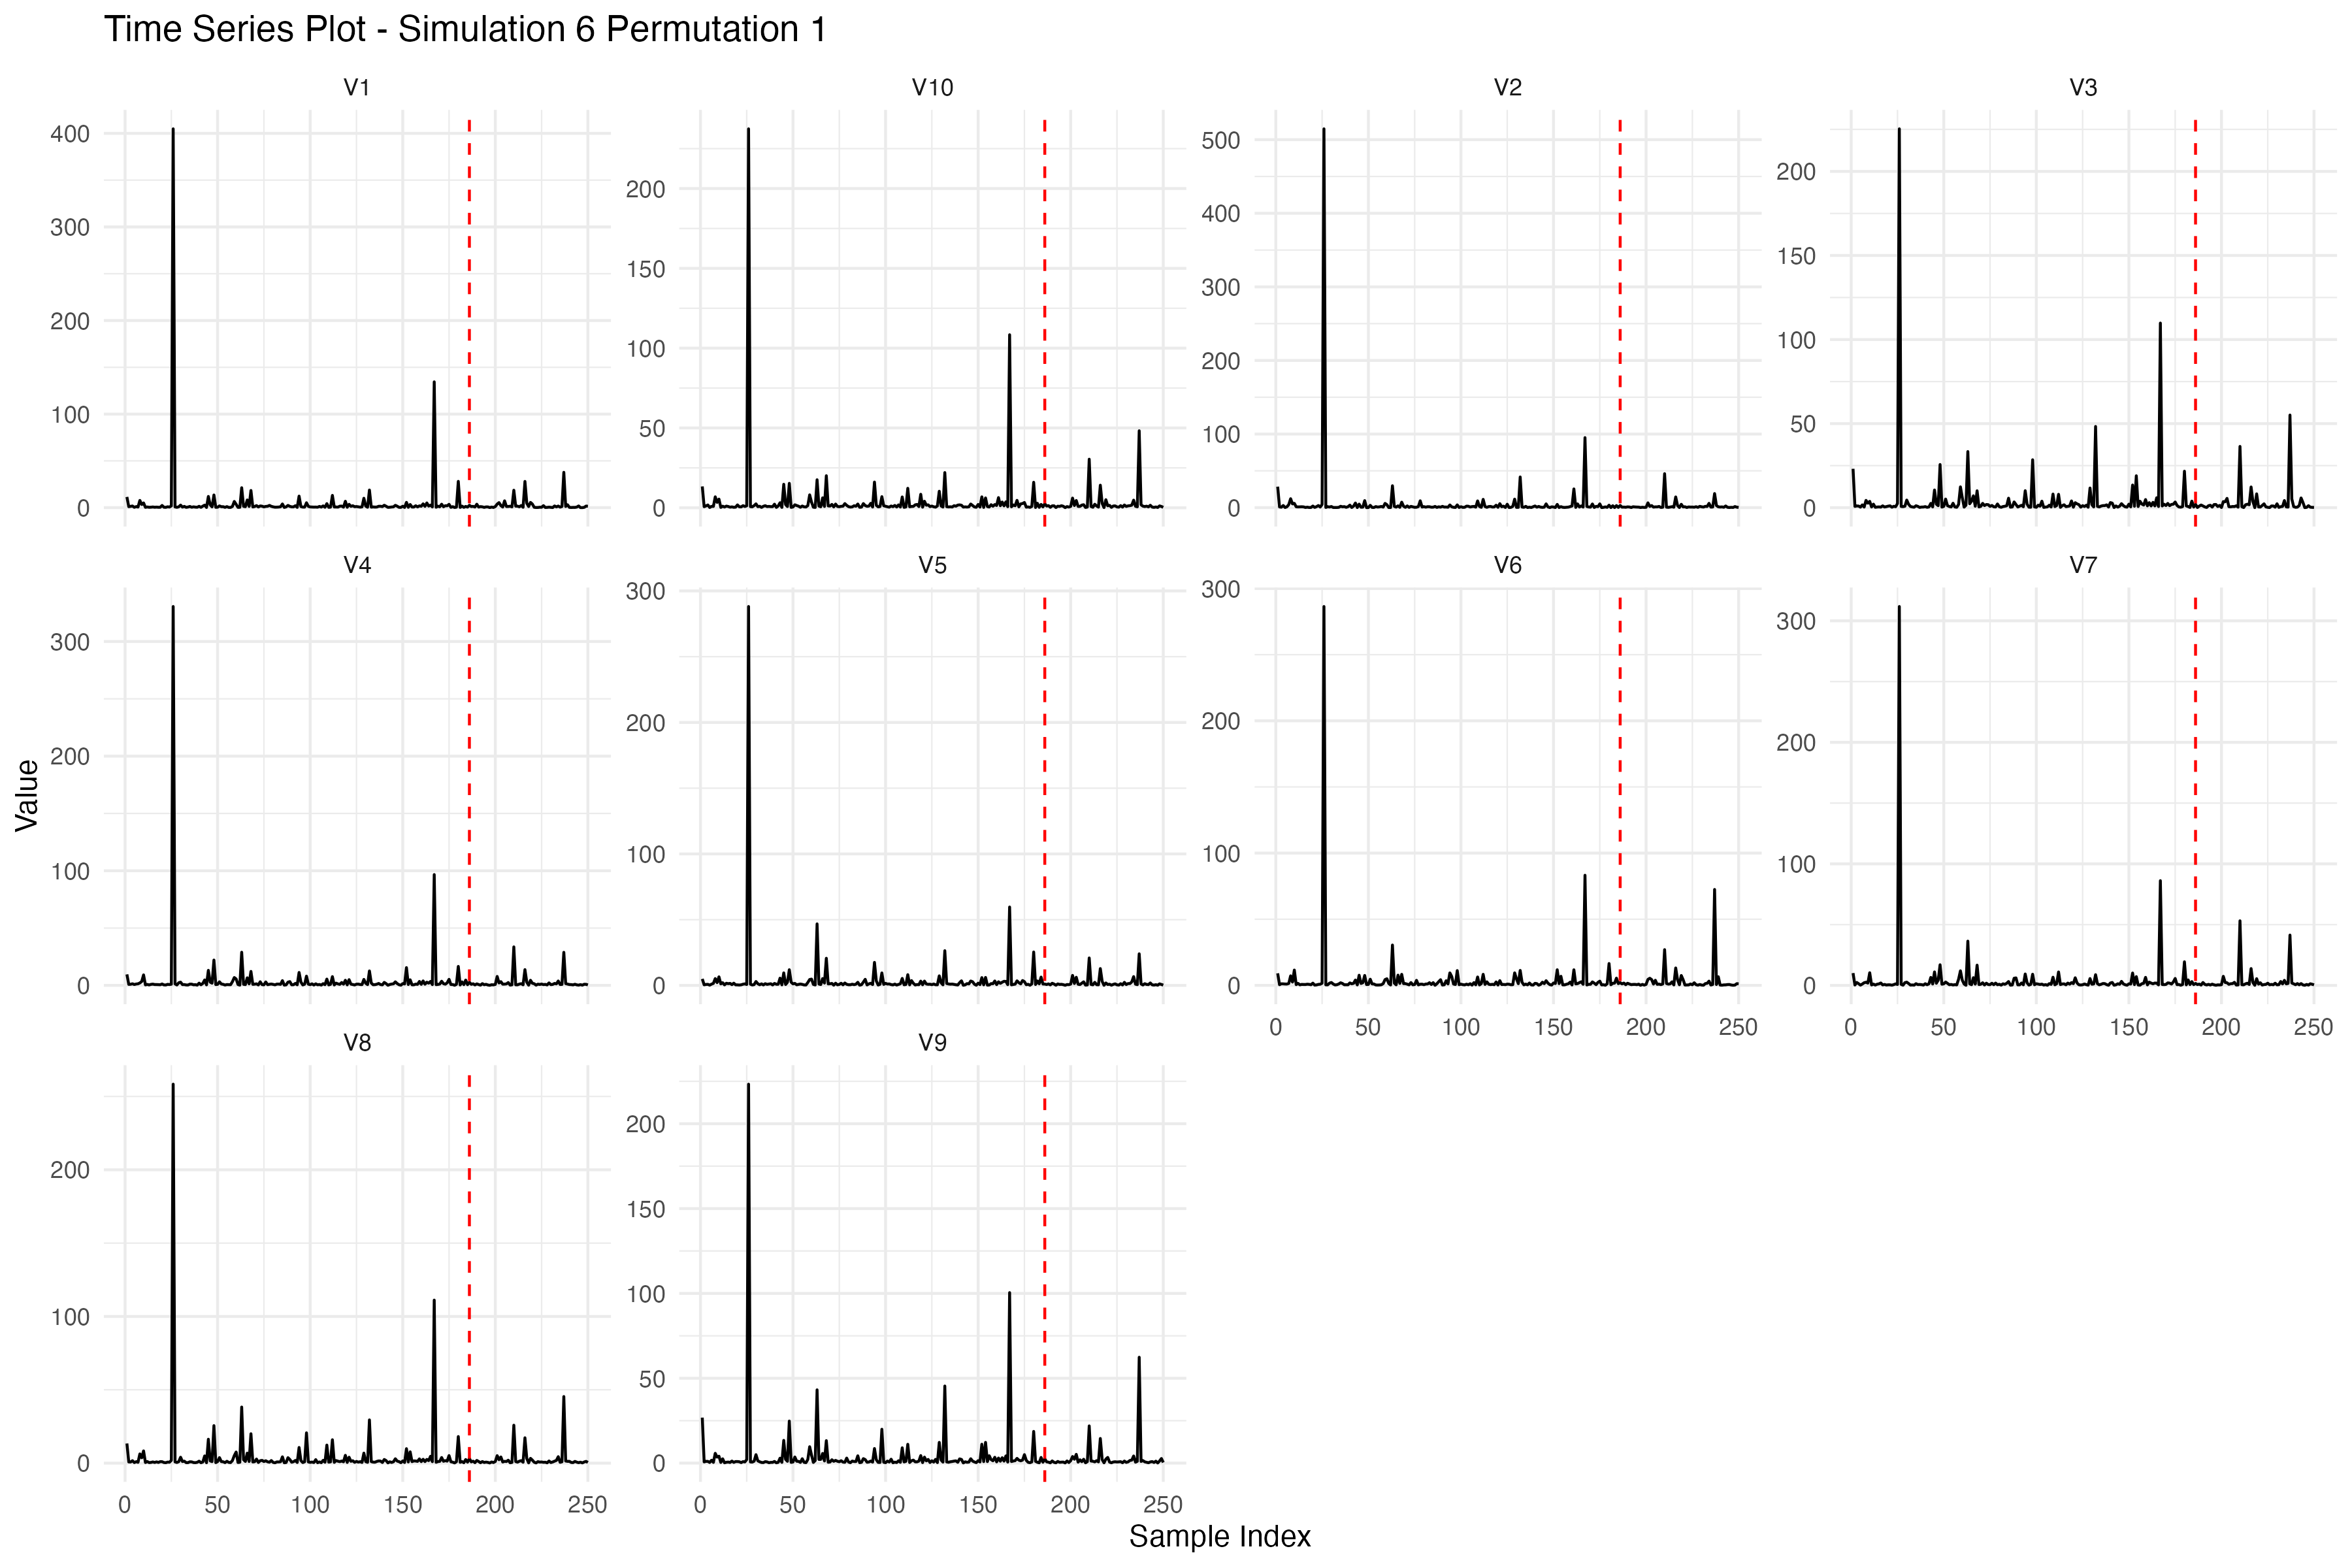 Time Series Plot - Simulation 6 Permutation 1
V1 V10 V2 V3
400 300 200 100 0
200 150 100 50 0
500 400 300 200 100 0
200 150 100 50 0
V4 V5 V6 V7
300 200 100 0
300 200 100 0
300 200 100 0
300 200 100 0
0 50 100 150 200 250
0 50 100 150 200 250
Value
V8 V9
200 100 0
200 150 100 50 0
0 50 100 150 200 250
0 50 100 150 200 250
Sample Index